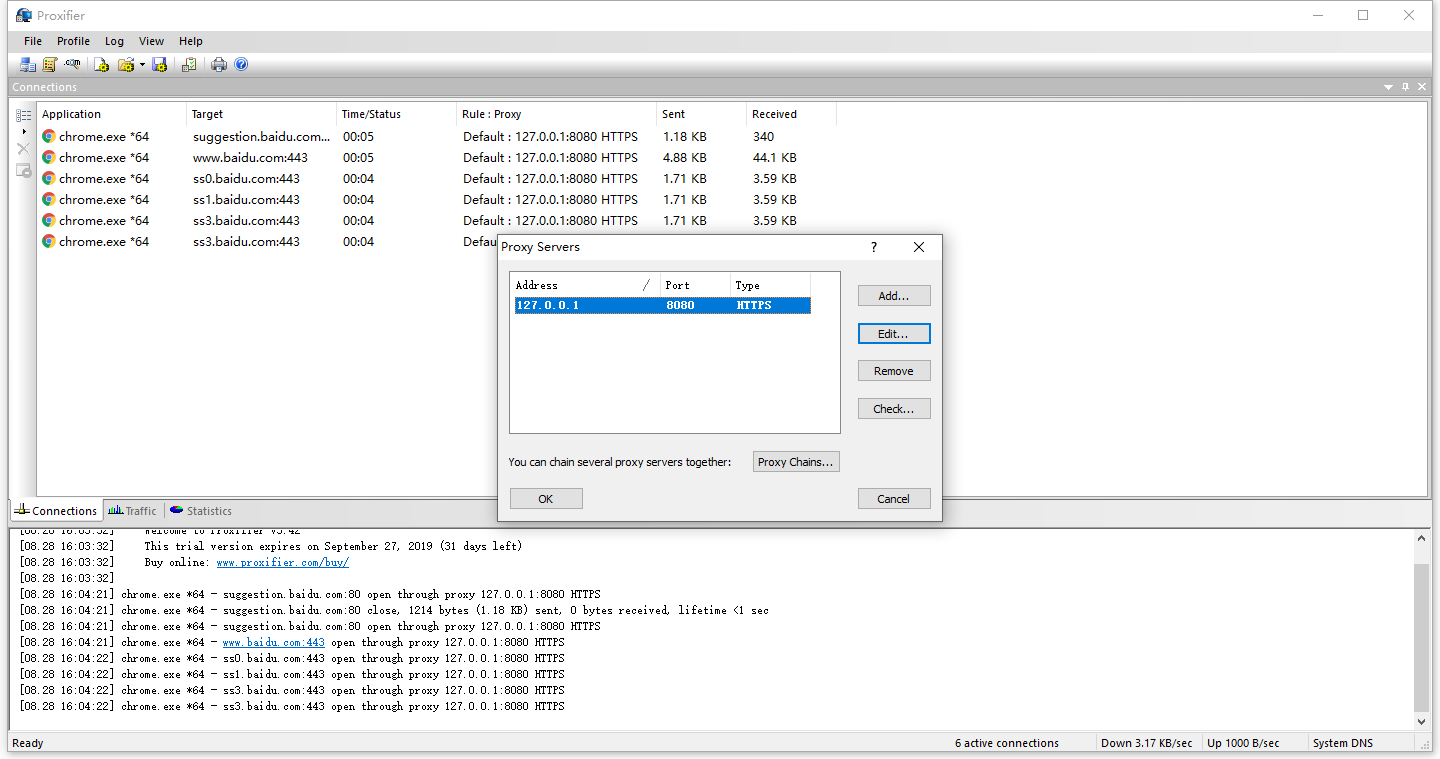 Proxifier
File Profile Log View Help
Connections
Application Target Time/Status Rule : Proxy Sent Received
chrome.exe *64 suggestion.baidu.com... 00:05 Default : 127.0.0.1:8080 HTTPS 1.18 KB 340
chrome.exe *64 www.baidu.com:443 00:05 Default : 127.0.0.1:8080 HTTPS 4.88 KB 44.1 KB
chrome.exe *64 ss0.baidu.com:443 00:04 Default : 127.0.0.1:8080 HTTPS 1.71 KB 3.59 KB
chrome.exe *64 ss1.baidu.com:443 00:04 Default : 127.0.0.1:8080 HTTPS 1.71 KB 3.59 KB
chrome.exe *64 ss3.baidu.com:443 00:04 Default : 127.0.0.1:8080 HTTPS 1.71 KB 3.59 KB
chrome.exe *64 ss3.baidu.com:443 00:04 Defau
Proxy Servers
Address Port Type
127.0.0.1 8080 HTTPS
Add...
Edit...
Remove
Check...
You can chain several proxy servers together: Proxy Chains...
OK Cancel
Connections Traffic Statistics
[08.28 16:03:32] Welcome to Proxifier v3.42
[08.28 16:03:32] This trial version expires on September 27, 2019 (31 days left)
[08.28 16:03:32] Buy online: www.proxifier.com/buy/
[08.28 16:03:32]
[08.28 16:04:21] chrome.exe *64 - suggestion.baidu.com:80 open through proxy 127.0.0.1:8080 HTTPS
[08.28 16:04:21] chrome.exe *64 - suggestion.baidu.com:80 close, 1214 bytes (1.18 KB) sent, 0 bytes received, lifetime <1 sec
[08.28 16:04:21] chrome.exe *64 - suggestion.baidu.com:80 open through proxy 127.0.0.1:8080 HTTPS
[08.28 16:04:21] chrome.exe *64 - www.baidu.com:443 open through proxy 127.0.0.1:8080 HTTPS
[08.28 16:04:22] chrome.exe *64 - ss0.baidu.com:443 open through proxy 127.0.0.1:8080 HTTPS
[08.28 16:04:22] chrome.exe *64 - ss1.baidu.com:443 open through proxy 127.0.0.1:8080 HTTPS
[08.28 16:04:22] chrome.exe *64 - ss3.baidu.com:443 open through proxy 127.0.0.1:8080 HTTPS
[08.28 16:04:22] chrome.exe *64 - ss3.baidu.com:443 open through proxy 127.0.0.1:8080 HTTPS
Ready 6 active connections Down 3.17 KB/sec Up 1000 B/sec System DNS